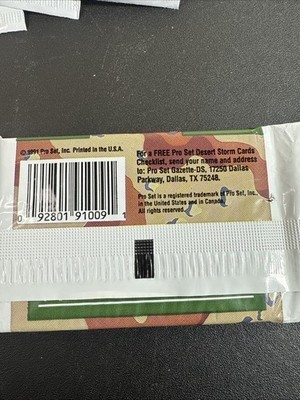 © 1991 Pro Set, Inc. Printed in the U.S.A.
0 92801 91009 1
For a FREE Pro Set Desert Storm Cards
Checklist, send your name and address
to: Pro Set Gazette-DS, 17250 Dallas
Parkway, Dallas, TX 75248.
Pro Set is a registered trademark of Pro Set, Inc.,
in the United States and in Canada.
All rights reserved.